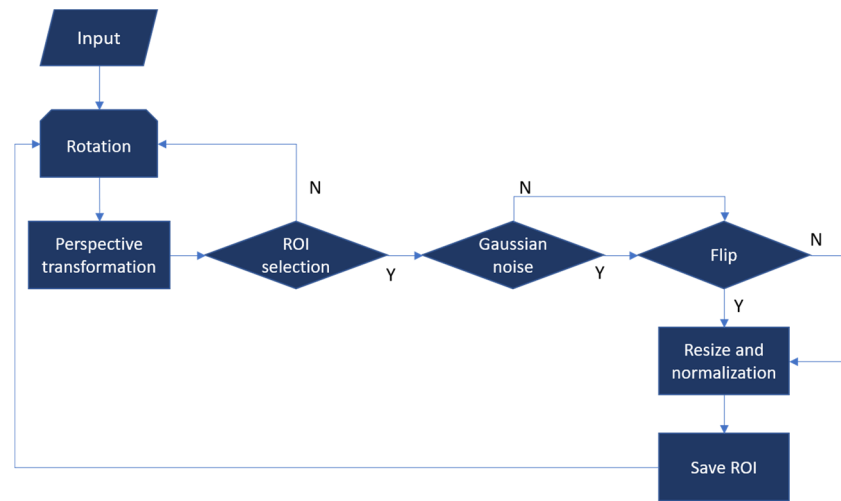 Input
Rotation
Perspective
transformation
ROI
selection
N
Y
Gaussian
noise
N
Y
Flip
N
Y
Resize and
normalization
Save ROI